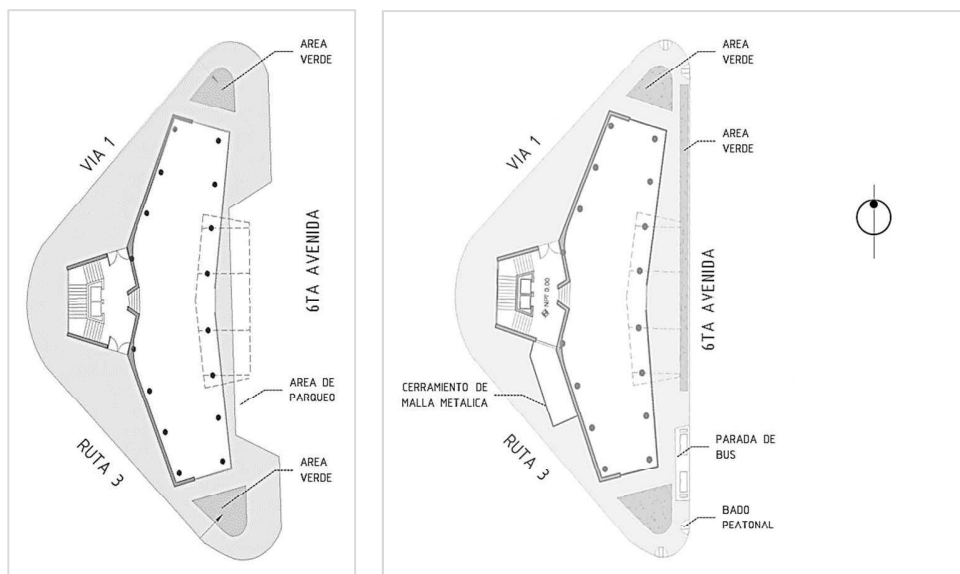 AREA
VERDE
VIA 1
6TA AVENIDA
AREA DE
PARQUEO
RUTA 3
AREA
VERDE
AREA
VERDE
AREA
VERDE
VIA 1
NPT 0.00
6TA AVENIDA
CERRAMIENTO DE
MALLA METALICA
RUTA 3
PARADA DE
BUS
BADO
PEATONAL